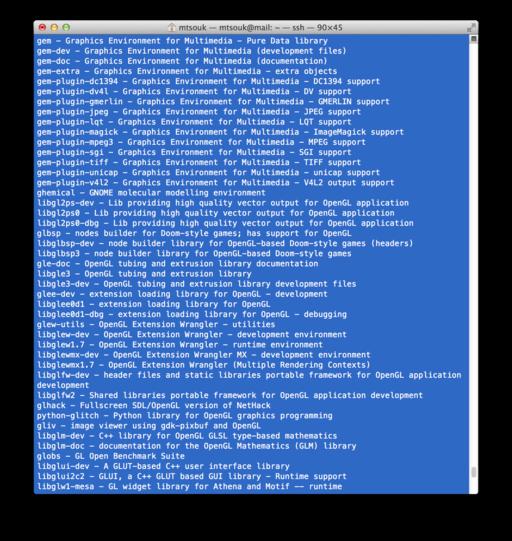 mtsouk — mtsouk@mail: ~ — ssh — 90×45
gem - Graphics Environment for Multimedia - Pure Data library
gem-dev - Graphics Environment for Multimedia (development files)
gem-doc - Graphics Environment for Multimedia (documentation)
gem-extra - Graphics Environment for Multimedia - extra objects
gem-plugin-dc1394 - Graphics Environment for Multimedia - DC1394 support
gem-plugin-dv4l - Graphics Environment for Multimedia - DV support
gem-plugin-gmerlin - Graphics Environment for Multimedia - GMERLIN support
gem-plugin-jpeg - Graphics Environment for Multimedia - JPEG support
gem-plugin-lqt - Graphics Environment for Multimedia - LQT support
gem-plugin-magick - Graphics Environment for Multimedia - ImageMagick support
gem-plugin-mpeg3 - Graphics Environment for Multimedia - MPEG support
gem-plugin-sgi - Graphics Environment for Multimedia - SGI support
gem-plugin-tiff - Graphics Environment for Multimedia - TIFF support
gem-plugin-unicap - Graphics Environment for Multimedia - unicap support
gem-plugin-v4l2 - Graphics Environment for Multimedia - V4L2 output support
ghemical - GNOME molecular modelling environment
libgl2ps-dev - Lib providing high quality vector output for OpenGL application
libgl2ps0 - Lib providing high quality vector output for OpenGL application
libgl2ps0-dbg - Lib providing high quality vector output for OpenGL application
glbsp - nodes builder for Doom-style games; has support for OpenGL
libglbsp-dev - node builder library for OpenGL-based Doom-style games (headers)
libglbsp3 - node builder library for OpenGL-based Doom-style games
gle-doc - OpenGL tubing and extrusion library documentation
libgle3 - OpenGL tubing and extrusion library
libgle3-dev - OpenGL tubing and extrusion library development files
glee-dev - extension loading library for OpenGL - development
libglee0d1 - extension loading library for OpenGL
libglee0d1-dbg - extension loading library for OpenGL - debugging
glew-utils - OpenGL Extension Wrangler - utilities
libglew-dev - OpenGL Extension Wrangler - development environment
libglew1.7 - OpenGL Extension Wrangler - runtime environment
libglewmx-dev - OpenGL Extension Wrangler MX - development environment
libglewmx1.7 - OpenGL Extension Wrangler (Multiple Rendering Contexts)
libglfw-dev - header files and static libraries portable framework for OpenGL application
development
libglfw2 - Shared libraries portable framework for OpenGL application development
glhack - Fullscreen SDL/OpenGL version of NetHack
python-glitch - Python library for OpenGL graphics programming
gliv - image viewer using gdk-pixbuf and OpenGL
libglm-dev - C++ library for OpenGL GLSL type-based mathematics
libglm-doc - documentation for the OpenGL Mathematics (GLM) library
globs - GL Open Benchmark Suite
libglui-dev - A GLUT-based C++ user interface library
libglui2c2 - GLUI, a C++ GLUT based GUI library - Runtime support
libglw1-mesa - GL widget library for Athena and Motif -- runtime